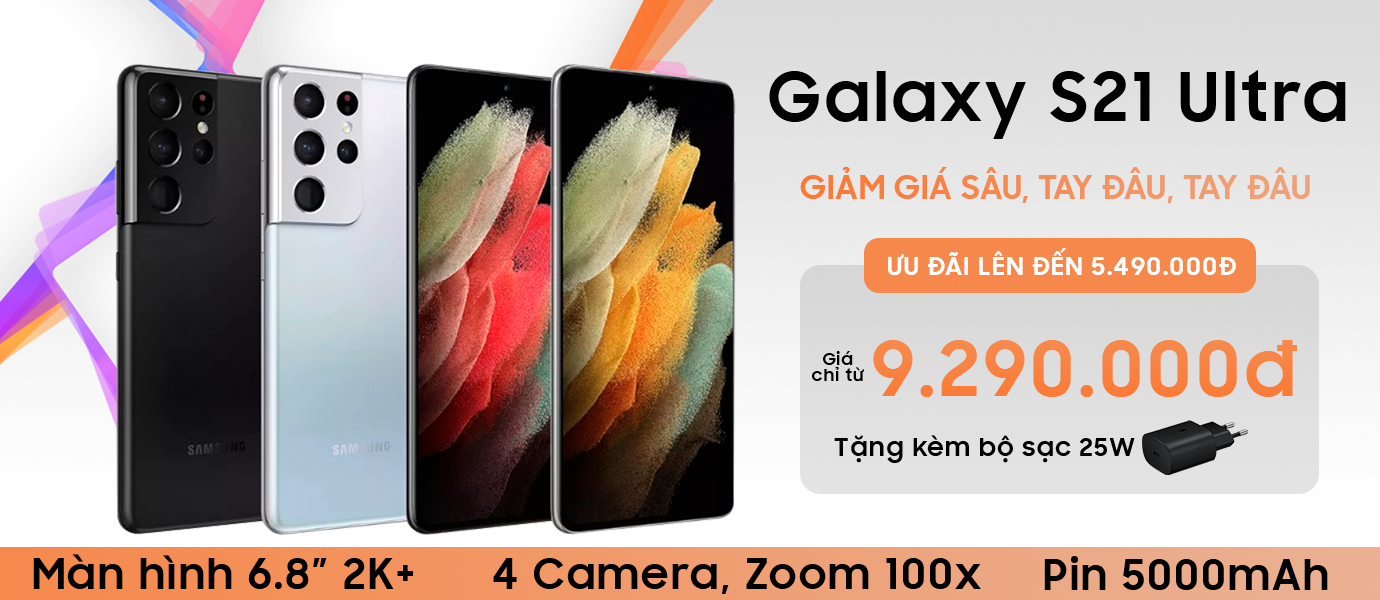 Galaxy S21 Ultra
GIẢM GIÁ SÂU, TAY ĐÂU, TAY ĐÂU
ƯU ĐÃI LÊN ĐẾN 5.490.000Đ
Giá
chỉ từ
9.290.000đ
Tặng kèm bộ sạc 25W
SAMSUNG
SAMSUNG
Màn hình 6.8” 2K+
4 Camera, Zoom 100x
Pin 5000mAh